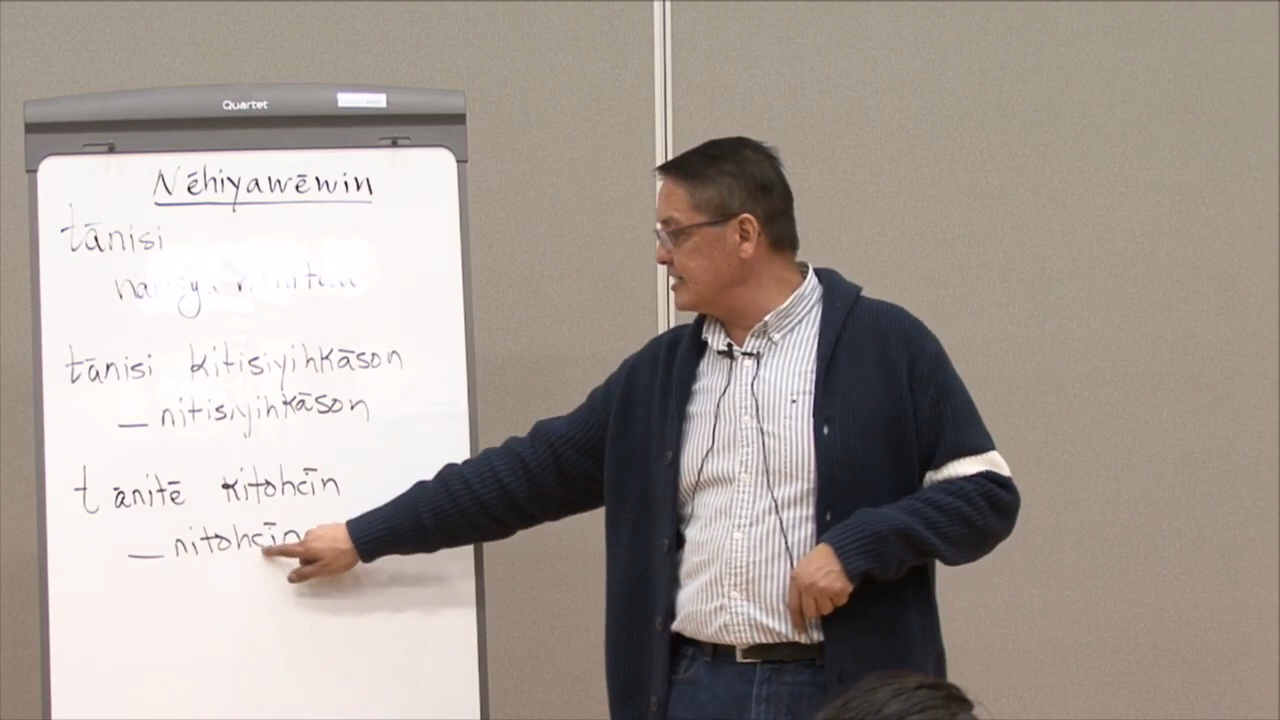 Quartet
Nēhiyawēwin
tānisi
tānisi kitisiyihkāson
_ nitisiyihkāson
tānitē kitohcīn
_ nitohcīn